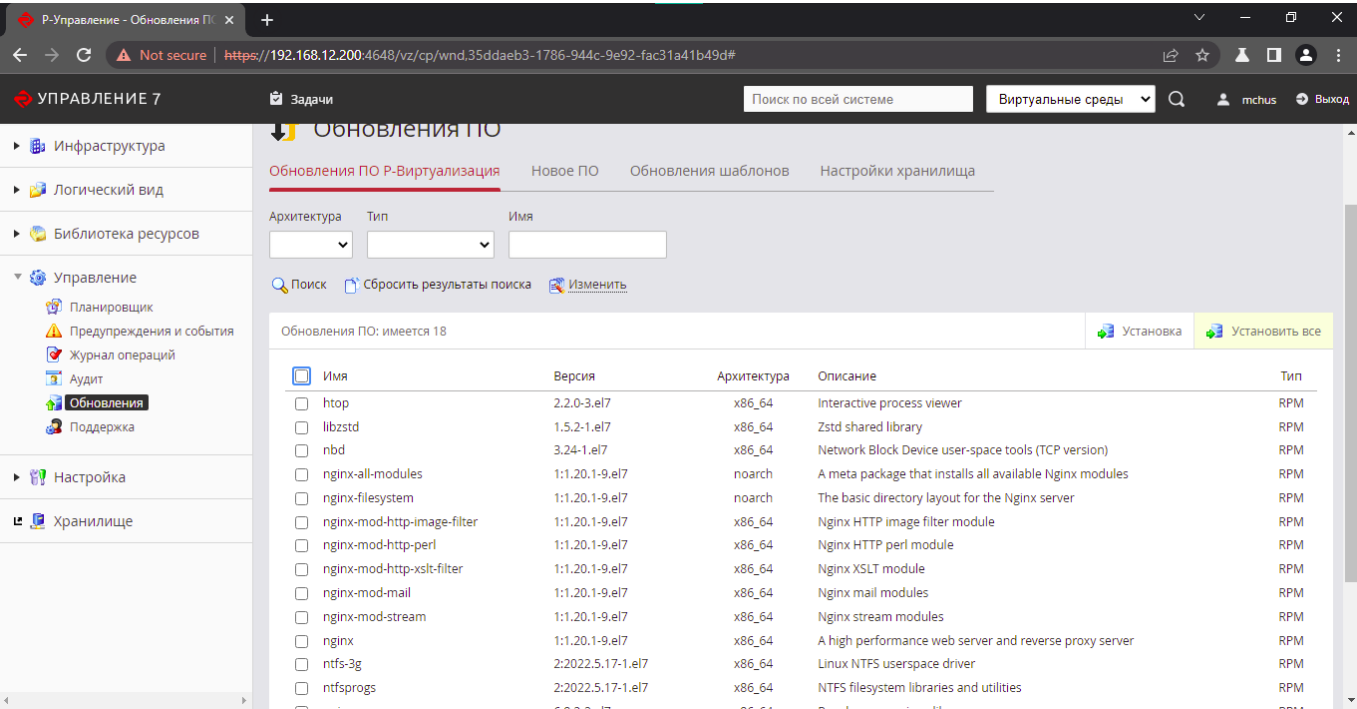 Р-Управление - Обновления ПО
Not secure https://192.168.12.200:4648/vz/cp/wnd,35ddaeb3-1786-944c-9e92-fac31a41b49d#
УПРАВЛЕНИЕ 7
Задачи
Поиск по всей системе
Виртуальные среды
mchus
Выход
Инфраструктура
Логический вид
Библиотека ресурсов
Управление
Планировщик
Предупреждения и события
Журнал операций
Аудит
Обновления
Поддержка
Настройка
Хранилище
Обновления ПО
Обновления ПО Р-Виртуализация Новое ПО Обновления шаблонов Настройки хранилища
Архитектура Тип Имя
Поиск Сбросить результаты поиска Изменить
Обновления ПО: имеется 18 Установка Установить все
Имя Версия Архитектура Описание Тип
htop 2.2.0-3.el7 x86_64 Interactive process viewer RPM
libzstd 1.5.2-1.el7 x86_64 Zstd shared library RPM
nbd 3.24-1.el7 x86_64 Network Block Device user-space tools (TCP version) RPM
nginx-all-modules 1:1.20.1-9.el7 noarch A meta package that installs all available Nginx modules RPM
nginx-filesystem 1:1.20.1-9.el7 noarch The basic directory layout for the Nginx server RPM
nginx-mod-http-image-filter 1:1.20.1-9.el7 x86_64 Nginx HTTP image filter module RPM
nginx-mod-http-perl 1:1.20.1-9.el7 x86_64 Nginx HTTP perl module RPM
nginx-mod-http-xslt-filter 1:1.20.1-9.el7 x86_64 Nginx XSLT module RPM
nginx-mod-mail 1:1.20.1-9.el7 x86_64 Nginx mail modules RPM
nginx-mod-stream 1:1.20.1-9.el7 x86_64 Nginx stream modules RPM
nginx 1:1.20.1-9.el7 x86_64 A high performance web server and reverse proxy server RPM
ntfs-3g 2:2022.5.17-1.el7 x86_64 Linux NTFS userspace driver RPM
ntfsprogs 2:2022.5.17-1.el7 x86_64 NTFS filesystem libraries and utilities RPM